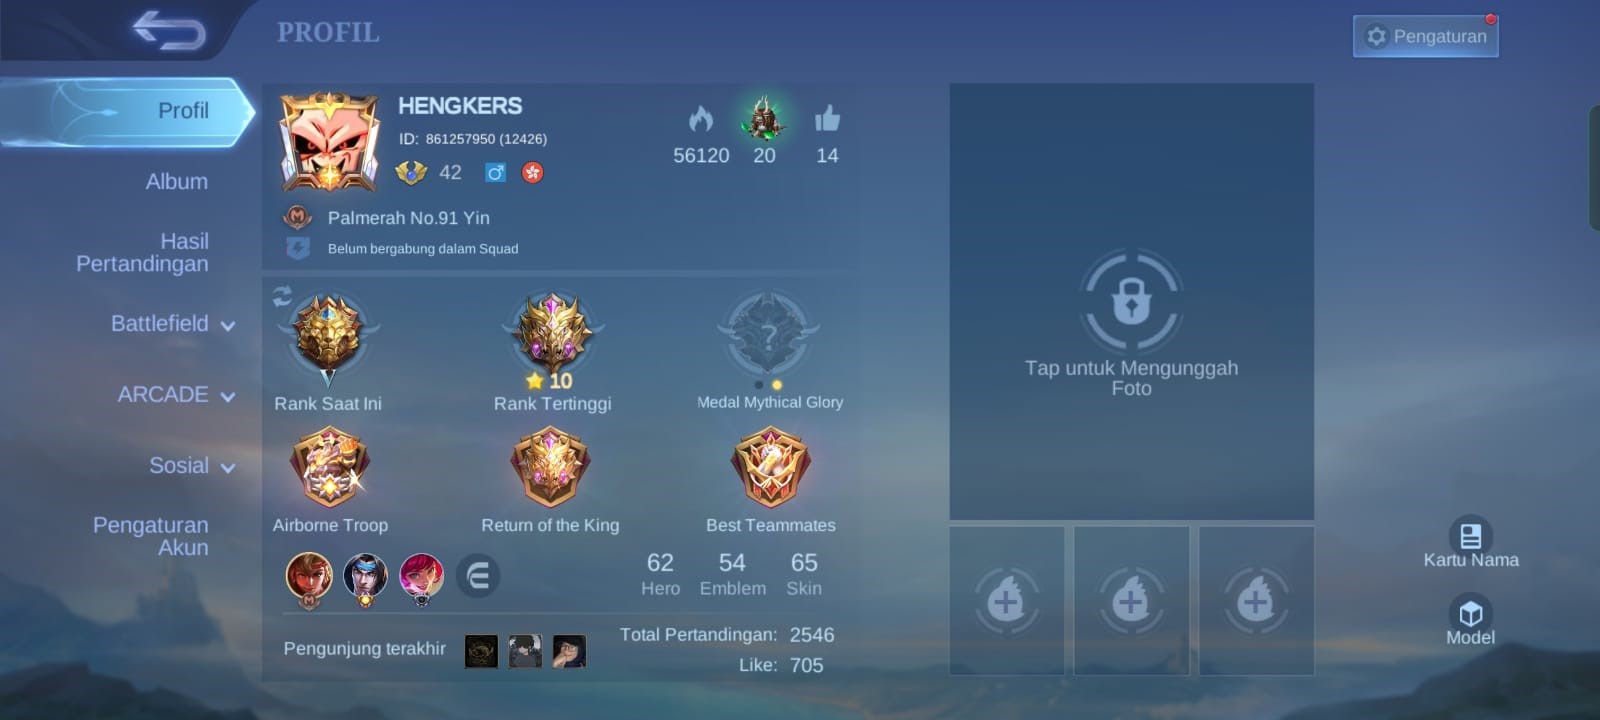 PROFIL
Pengaturan
Profil
Album
Hasil
Pertandingan
Battlefield
ARCADE
Sosial
Pengaturan
Akun
HENGKERS
ID: 861257950 (12426)
42
56120
20
14
Palmerah No.91 Yin
Belum bergabung dalam Squad
10
Rank Saat Ini
Rank Tertinggi
Medal Mythical Glory
Airborne Troop
Return of the King
Best Teammates
62
54
65
Hero
Emblem
Skin
Pengunjung terakhir
Total Pertandingan: 2546
Like: 705
Tap untuk Mengunggah
Foto
Kartu Nama
Model